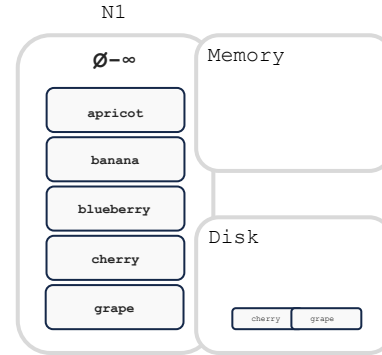 N1
Ø-∞
Memory
apricot
banana
blueberry
Disk
cherry
grape
cherry grape